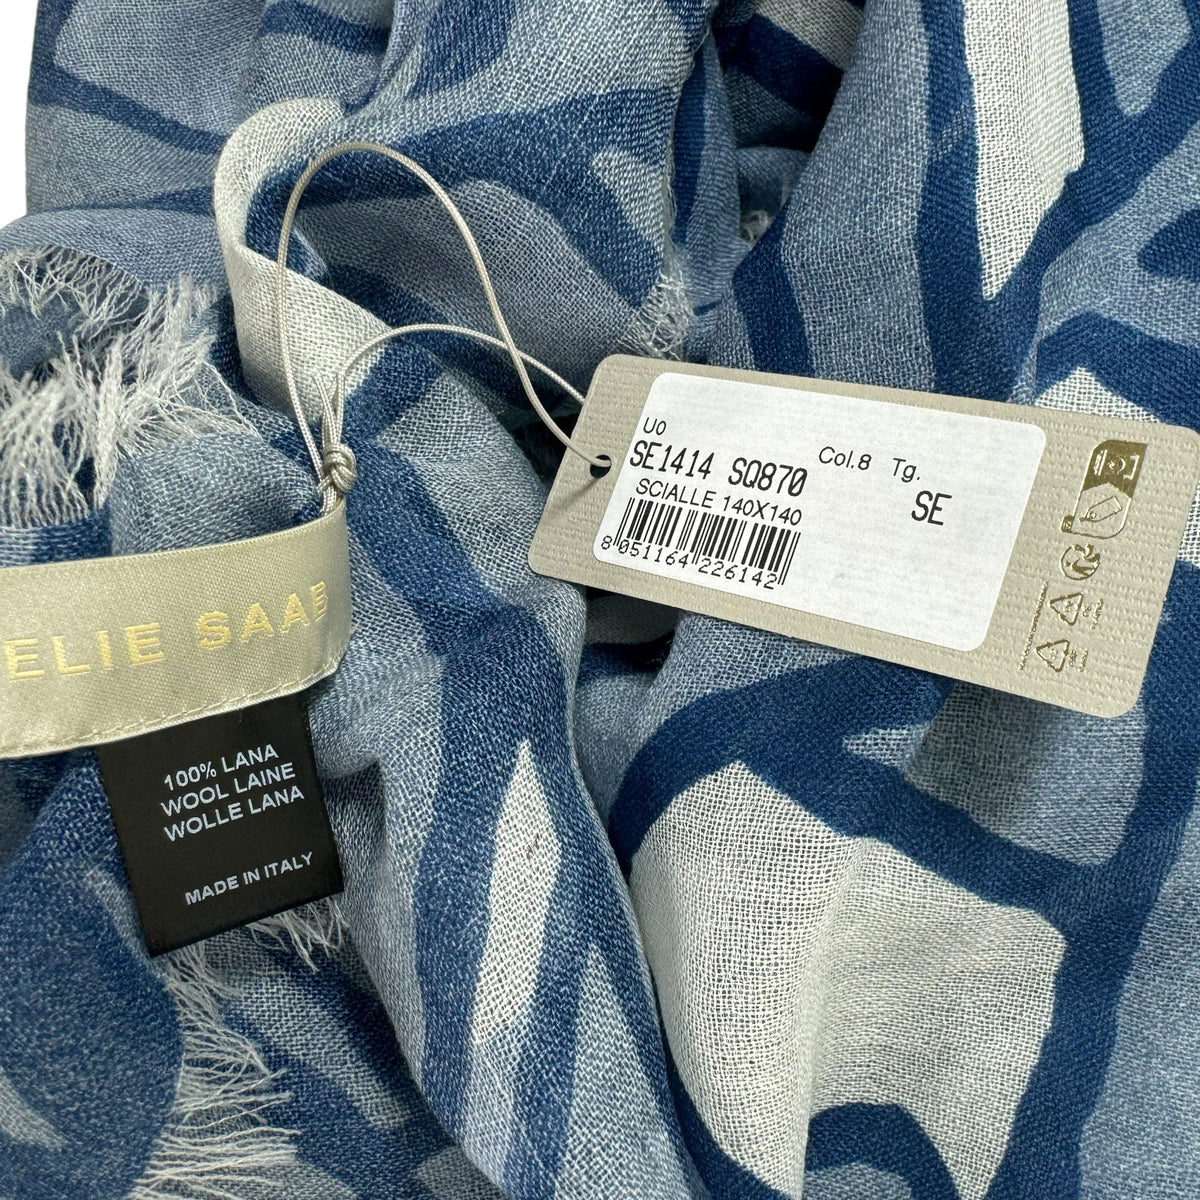 U0
Col.8 Tg.
SE1414 SQ870
SE
SCIALLE 140X140
8 051164 226142
ELIE SAAB
100% LANA
WOOL LAINE
WOLLE LANA
MADE IN ITALY